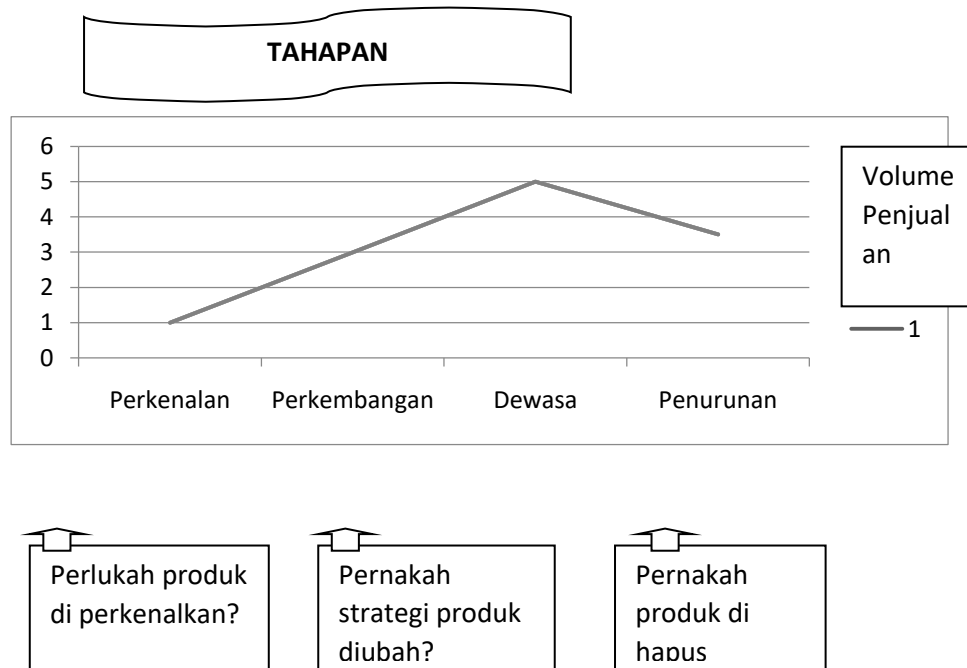 TAHAPAN
6
5
4
3
2
1
0
Perkenalan Perkembangan Dewasa Penurunan
Volume
Penjual
an
1
Perlukah produk
di perkenalkan?
Pernakah
strategi produk
diubah?
Pernakah
produk di
hapus